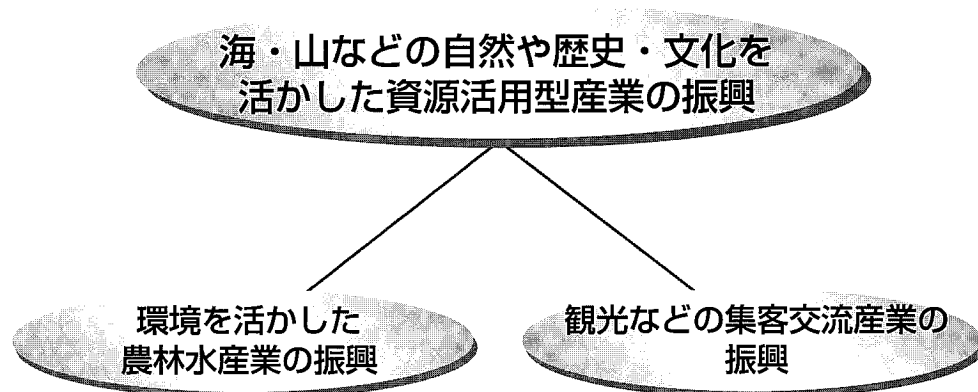 海・山などの自然や歴史・文化を
活かした資源活用型産業の振興
環境を活かした
農林水産業の振興
観光などの集客交流産業の
振興